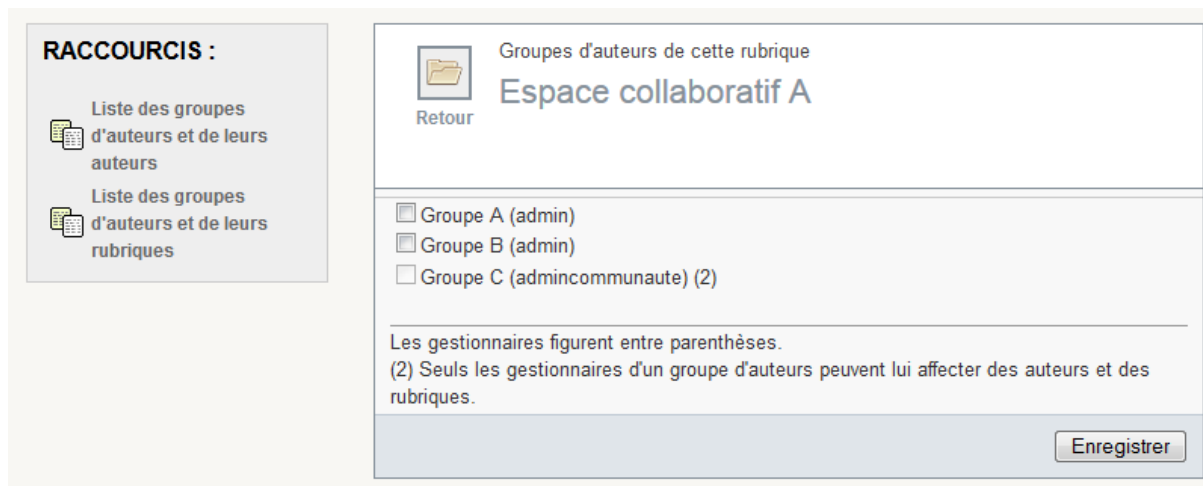 RACCOURCIS :
Liste des groupes
d'auteurs et de leurs
auteurs
Liste des groupes
d'auteurs et de leurs
rubriques
Retour
Groupes d'auteurs de cette rubrique
Espace collaboratif A
Groupe A (admin)
Groupe B (admin)
Groupe C (admincommunaute) (2)
Les gestionnaires figurent entre parenthèses.
(2) Seuls les gestionnaires d'un groupe d'auteurs peuvent lui affecter des auteurs et des
rubriques.
Enregistrer